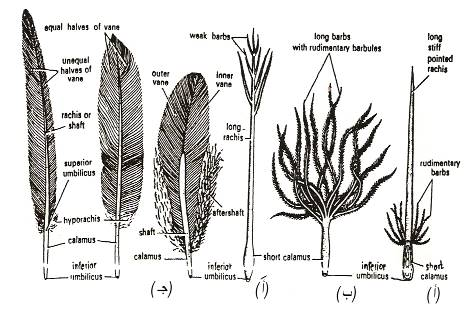 equal halves of vane
unequal
halves of
vane
rachis or
shaft
superior
umbilicus
hyporachis
calamus
inferior
umbilicus
outer
vane
inner
vane
aftershaft
shaft
calamus
inferior
umbilicus
(جـ)
weak barbs
long
rachis
short calamus
(أ)
long barbs
with rudimentary barbules
(ب)
long
stiff
pointed
rachis
rudimentary
barbs
inferior
umbilicus
short
calamus
(أ)